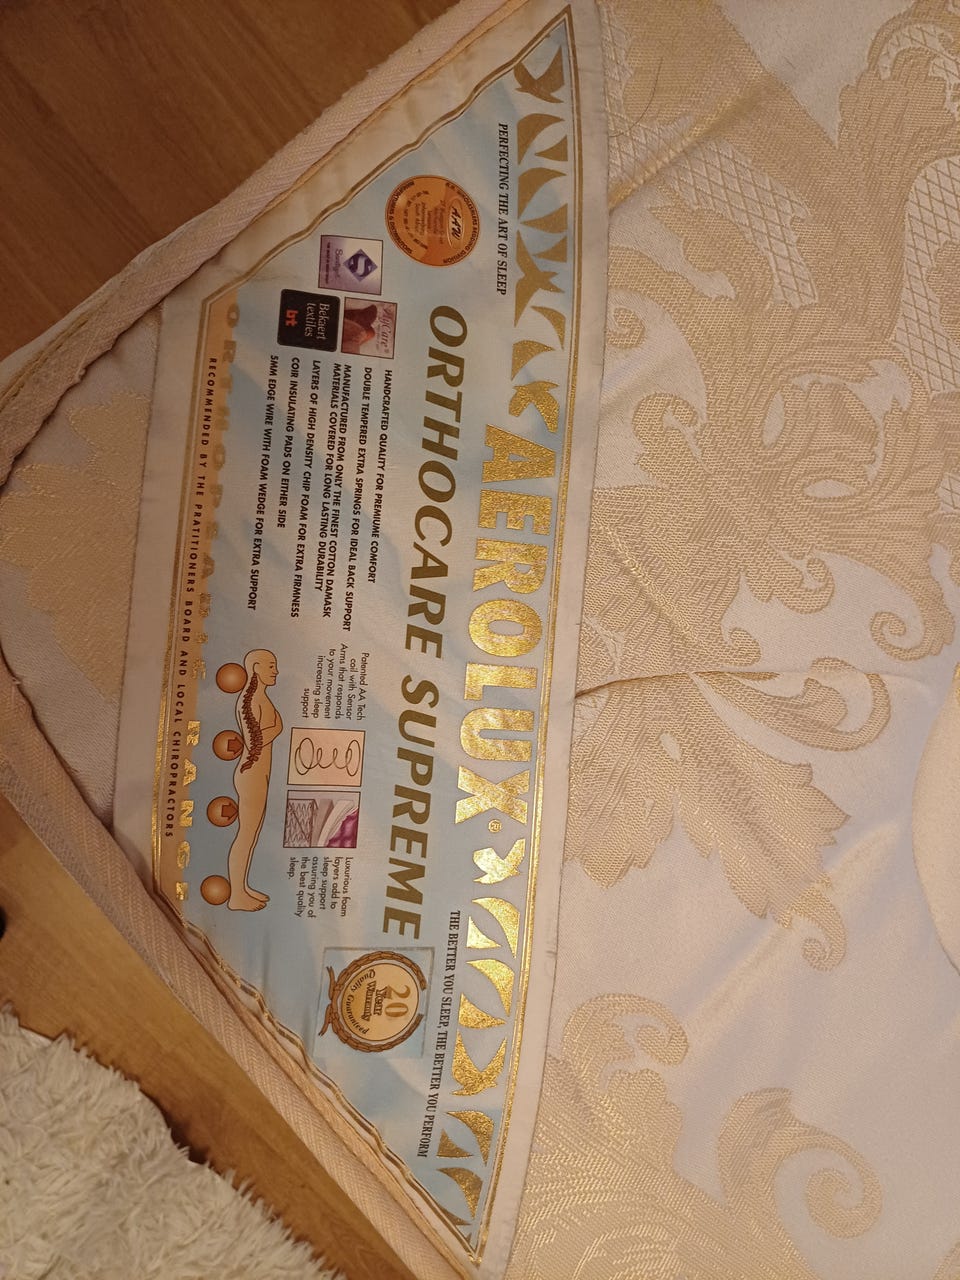 PERFECTING THE ART OF SLEEP
AEROLUX®
THE BETTER YOU SLEEP, THE BETTER YOU PERFORM
ORTHOCARE SUPREME
AAW
AgCare®
Bekaert
textiles
bt
HANDCRAFTED QUALITY FOR PREMIUME COMFORT
DOUBLE TEMPERED EXTRA SPRINGS FOR IDEAL BACK SUPPORT
MANUFACTURED FROM ONLY THE FINEST COTTON DAMASK
MATERIALS COVERED FOR LONG LASTING DURABILITY
LAYERS OF HIGH DENSITY CHIP FOAM FOR EXTRA FIRMNESS
COIR INSULATING PADS ON EITHER SIDE
5MM EDGE WIRE WITH FOAM WEDGE FOR EXTRA SUPPORT
Patented AA Tech
coil with Sensor
Arms that responds
to your movement
increasing sleep
support
Luxurious foam
layers add to
sleep support
assuring you of
the best quality
sleep.
20
Year
Warranty
Quality Guaranteed
RANGE
RECOMMENDED BY THE PRATITIONERS BOARD AND LOCAL CHIROPRACTORS